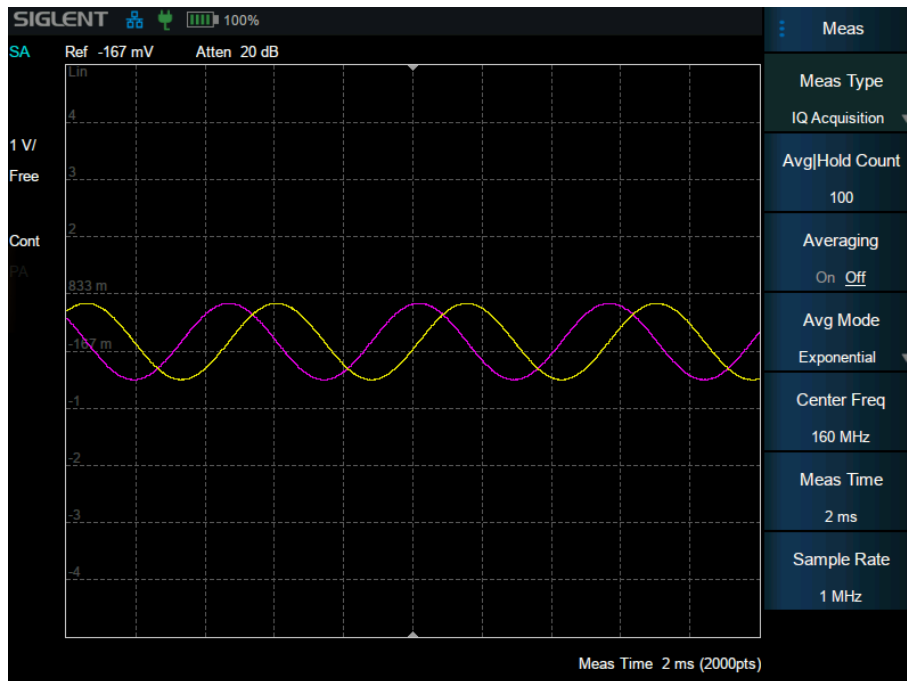 SIGLENT 100%
SA Ref -167 mV Atten 20 dB
Lin
4
1 V/
Free
3
2
Cont
PA
833 m
-167 m
-1
-2
-3
-4
Meas Time 2 ms (2000pts)
Meas
Meas Type
IQ Acquisition
Avg|Hold Count
100
Averaging
On Off
Avg Mode
Exponential
Center Freq
160 MHz
Meas Time
2 ms
Sample Rate
1 MHz